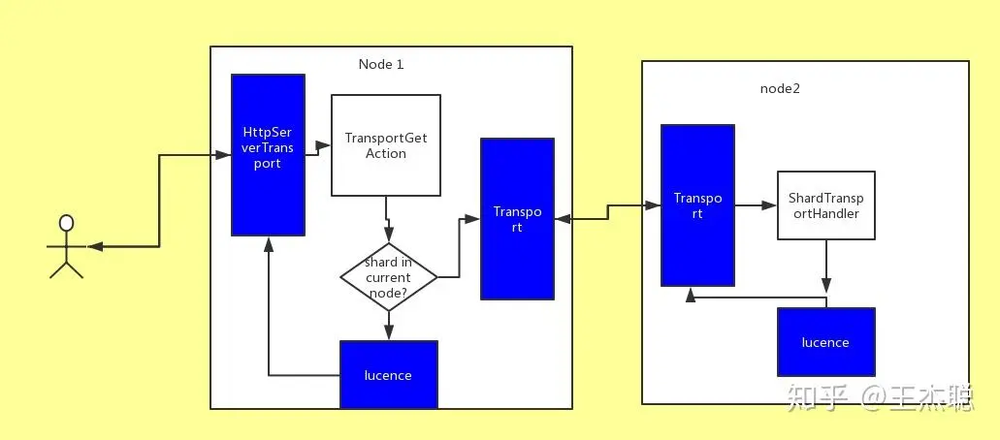 Node 1
HttpSer
verTrans
port
TransportGet
Action
shard in
current
node?
lucence
Transpo
rt
node2
Transpo
rt
ShardTransp
ortHandler
lucence
知乎 @王杰聪